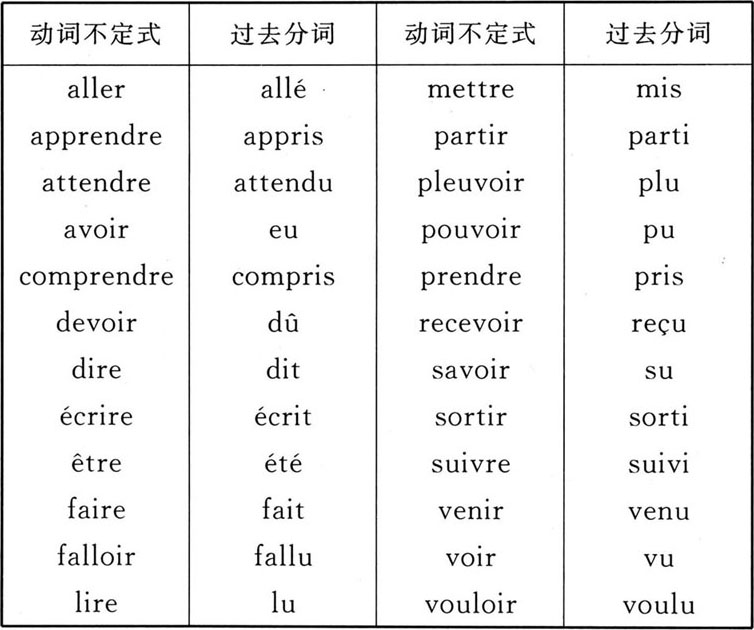 动词不定式 过去分词 动词不定式 过去分词
aller allé mettre mis
apprendre appris partir parti
attendre attendu pleuvoir plu
avoir eu pouvoir pu
comprendre compris prendre pris
devoir dû recevoir reçu
dire dit savoir su
écrire écrit sortir sorti
être été suivre suivi
faire fait venir venu
falloir fallu voir vu
lire lu vouloir voulu